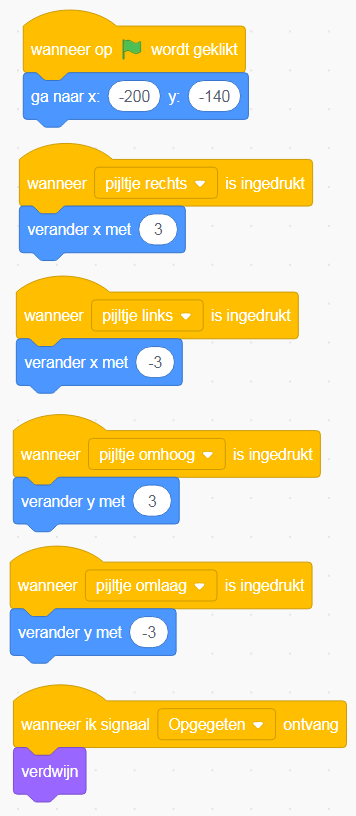 wanneer op wordt geklikt
ga naar x: -200 y: -140
wanneer pijltje rechts is ingedrukt
verander x met 3
wanneer pijltje links is ingedrukt
verander x met -3
wanneer pijltje omhoog is ingedrukt
verander y met 3
wanneer pijltje omlaag is ingedrukt
verander y met -3
wanneer ik signaal Opgegeten ontvang
verdwijn